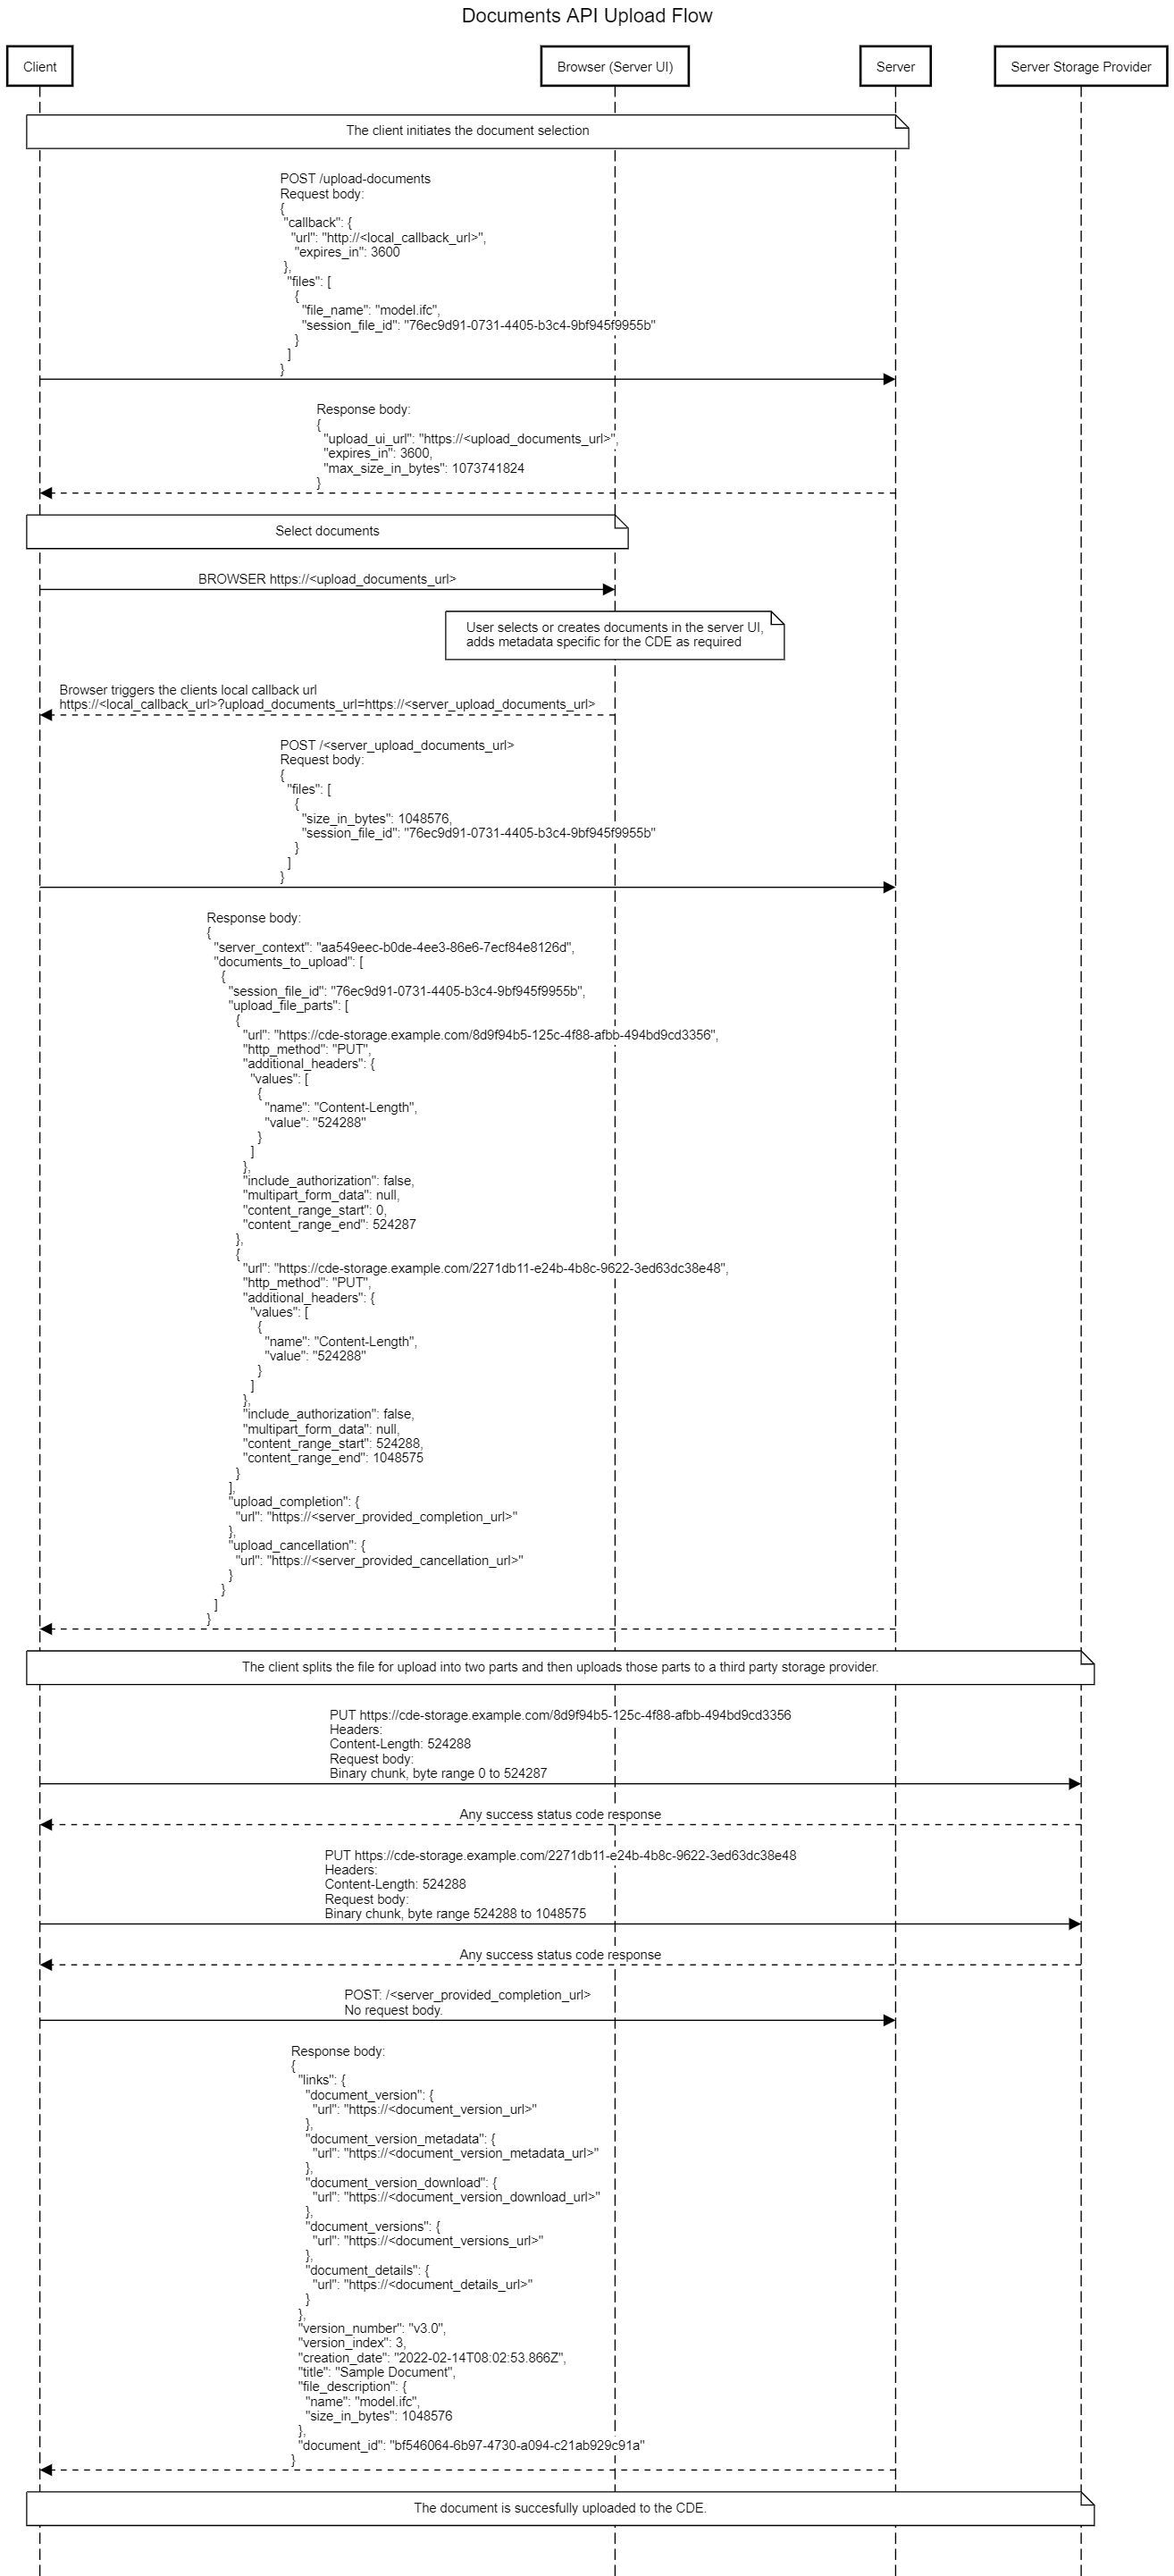 Documents API Upload Flow
Client
Browser (Server UI)
Server
Server Storage Provider
The client initiates the document selection
POST /upload-documents
Request body:
{
"callback": {
"url": "http://<local_callback_url>",
"expires_in": 3600
},
"files": [
{
"file_name": "model.ifc",
"session_file_id": "76ec9d91-0731-4405-b3c4-9bf945f9955b"
}
]
}
Response body:
{
"upload_ui_url": "https://<upload_documents_url>",
"expires_in": 3600,
"max_size_in_bytes": 1073741824
}
Select documents
BROWSER https://<upload_documents_url>
User selects or creates documents in the server UI,
adds metadata specific for the CDE as required
Browser triggers the clients local callback url
https://<local_callback_url>?upload_documents_url=https://<server_upload_documents_url>
POST /<server_upload_documents_url>
Request body:
{
"files": [
{
"size_in_bytes": 1048576,
"session_file_id": "76ec9d91-0731-4405-b3c4-9bf945f9955b"
}
]
}
Response body:
{
"server_context": "aa549eec-b0de-4ee3-86e6-7ecf84e8126d",
"documents_to_upload": [
{
"session_file_id": "76ec9d91-0731-4405-b3c4-9bf945f9955b",
"upload_file_parts": [
{
"url": "https://cde-storage.example.com/8d9f94b5-125c-4f88-afbb-494bd9cd3356",
"http_method": "PUT",
"additional_headers": {
"values": [
{
"name": "Content-Length",
"value": "524288"
}
]
},
"include_authorization": false,
"multipart_form_data": null,
"content_range_start": 0,
"content_range_end": 524287
},
{
"url": "https://cde-storage.example.com/2271db11-e24b-4b8c-9622-3ed63dc38e48",
"http_method": "PUT",
"additional_headers": {
"values": [
{
"name": "Content-Length",
"value": "524288"
}
]
},
"include_authorization": false,
"multipart_form_data": null,
"content_range_start": 524288,
"content_range_end": 1048575
}
],
"upload_completion": {
"url": "https://<server_provided_completion_url>"
},
"upload_cancellation": {
"url": "https://<server_provided_cancellation_url>"
}
}
]
}
The client splits the file for upload into two parts and then uploads those parts to a third party storage provider.
PUT https://cde-storage.example.com/8d9f94b5-125c-4f88-afbb-494bd9cd3356
Headers:
Content-Length: 524288
Request body:
Binary chunk, byte range 0 to 524287
Any success status code response
PUT https://cde-storage.example.com/2271db11-e24b-4b8c-9622-3ed63dc38e48
Headers:
Content-Length: 524288
Request body:
Binary chunk, byte range 524288 to 1048575
Any success status code response
POST: /<server_provided_completion_url>
No request body.
Response body:
{
"links": {
"document_version": {
"url": "https://<document_version_url>"
},
"document_version_metadata": {
"url": "https://<document_version_metadata_url>"
},
"document_version_download": {
"url": "https://<document_version_download_url>"
},
"document_versions": {
"url": "https://<document_versions_url>"
},
"document_details": {
"url": "https://<document_details_url>"
}
},
"version_number": "v3.0",
"version_index": 3,
"creation_date": "2022-02-14T08:02:53.866Z",
"title": "Sample Document",
"file_description": {
"name": "model.ifc",
"size_in_bytes": 1048576
},
"document_id": "bf546064-6b97-4730-a094-c21ab929c91a"
}
The document is succesfully uploaded to the CDE.